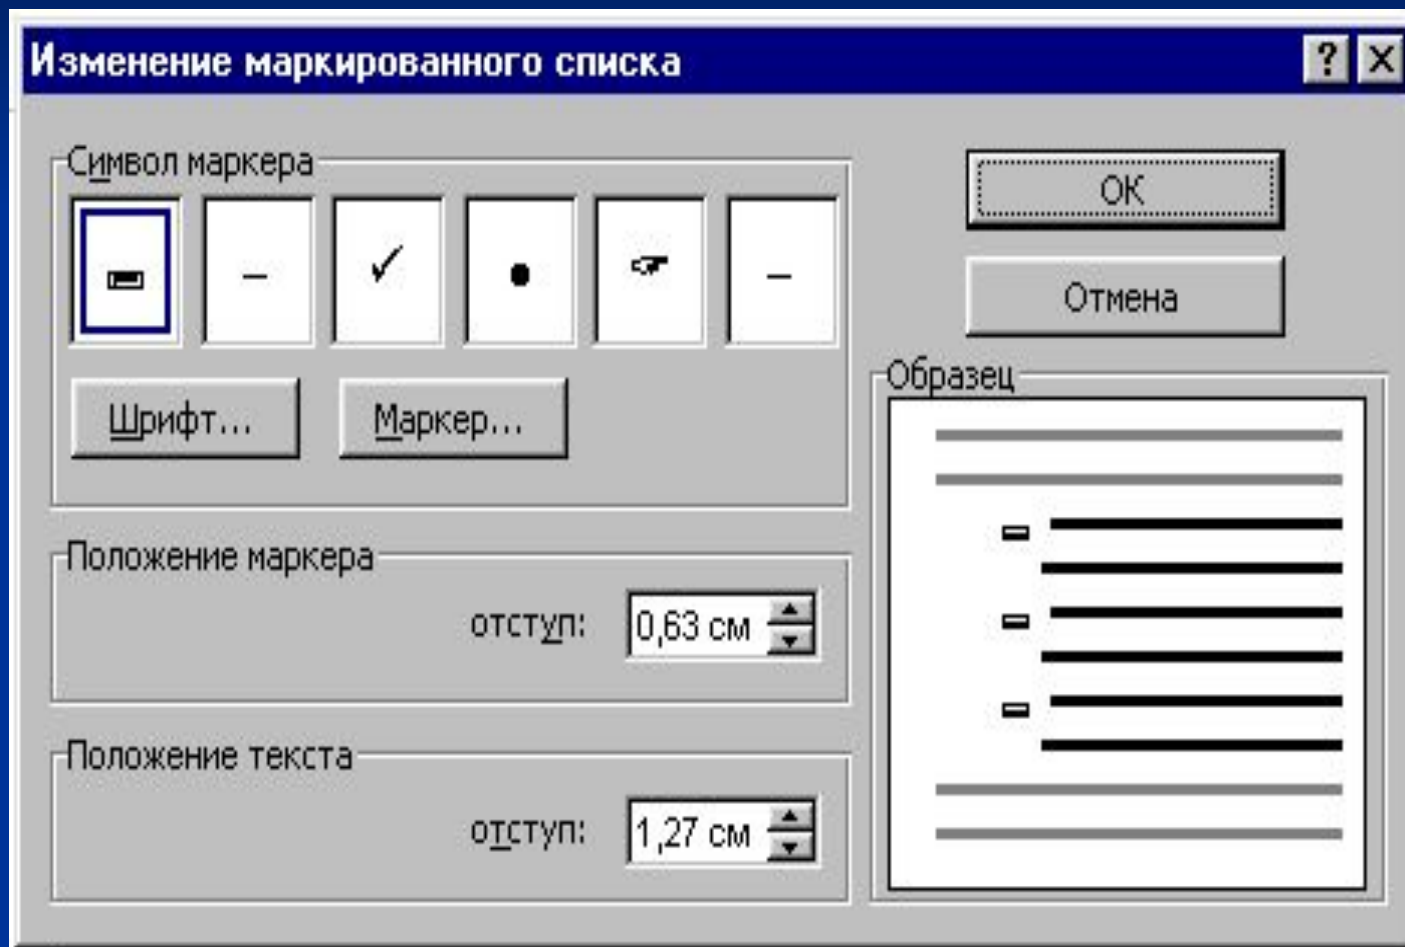 Изменение маркированного списка
Символ маркера
Шрифт...
Маркер...
Положение маркера
отступ: 0,63 см
Положение текста
отступ: 1,27 см
ОК
Отмена
Образец